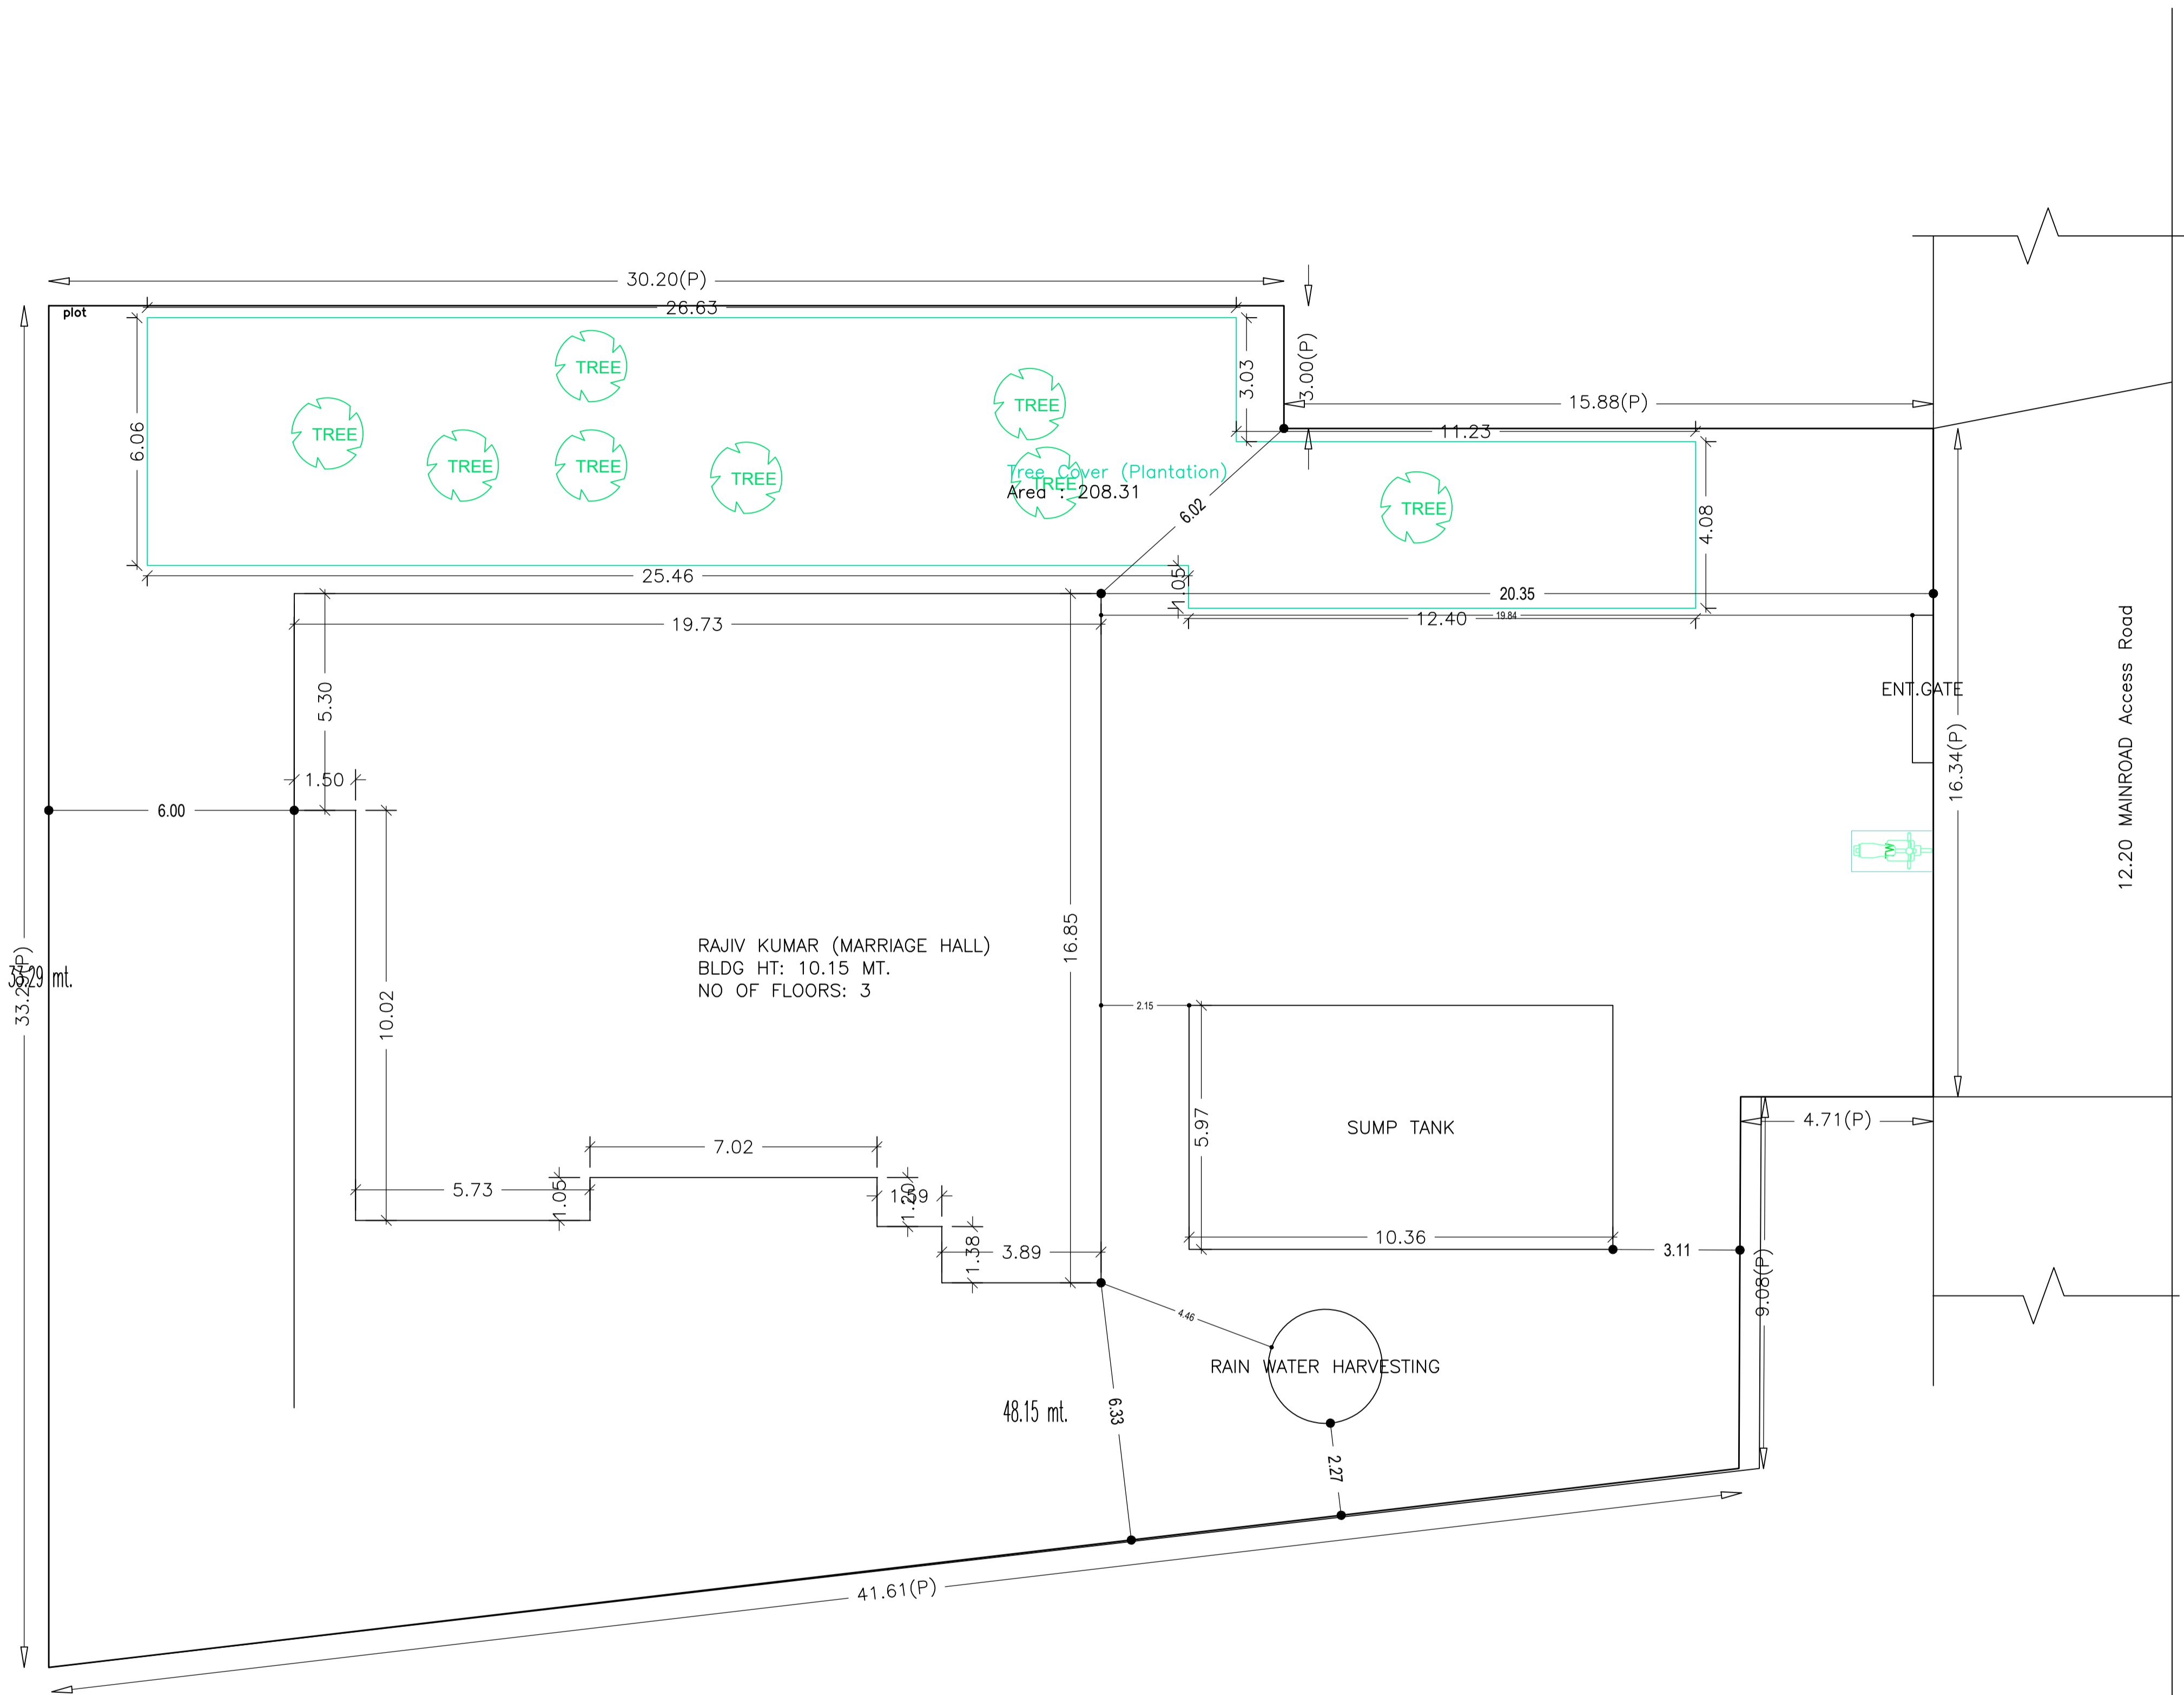 30.20(P)
plot
26.63
3.00(P)
3.03
15.88(P)
11.23
TREE
TREE
TREE
TREE
TREE
TREE
TREE
TREE
6.06
Tree Cover (Plantation)
Area : 208.31
6.02
4.08
25.46
1.05
20.35
19.84
12.40
19.73
5.30
ENT.GATE
12.20 MAINROAD Access Road
16.34(P)
1.50
6.00
TW
16.85
RAJIV KUMAR (MARRIAGE HALL)
BLDG HT: 10.15 MT.
NO OF FLOORS: 3
33.29 mt.
33.29(P)
10.02
2.15
5.97
SUMP TANK
4.71(P)
7.02
5.73
1.05
1.59
1.20
1.38
3.89
10.36
3.11
9.08(P)
4.46
RAIN WATER HARVESTING
48.15 mt.
6.33
2.27
41.61(P)